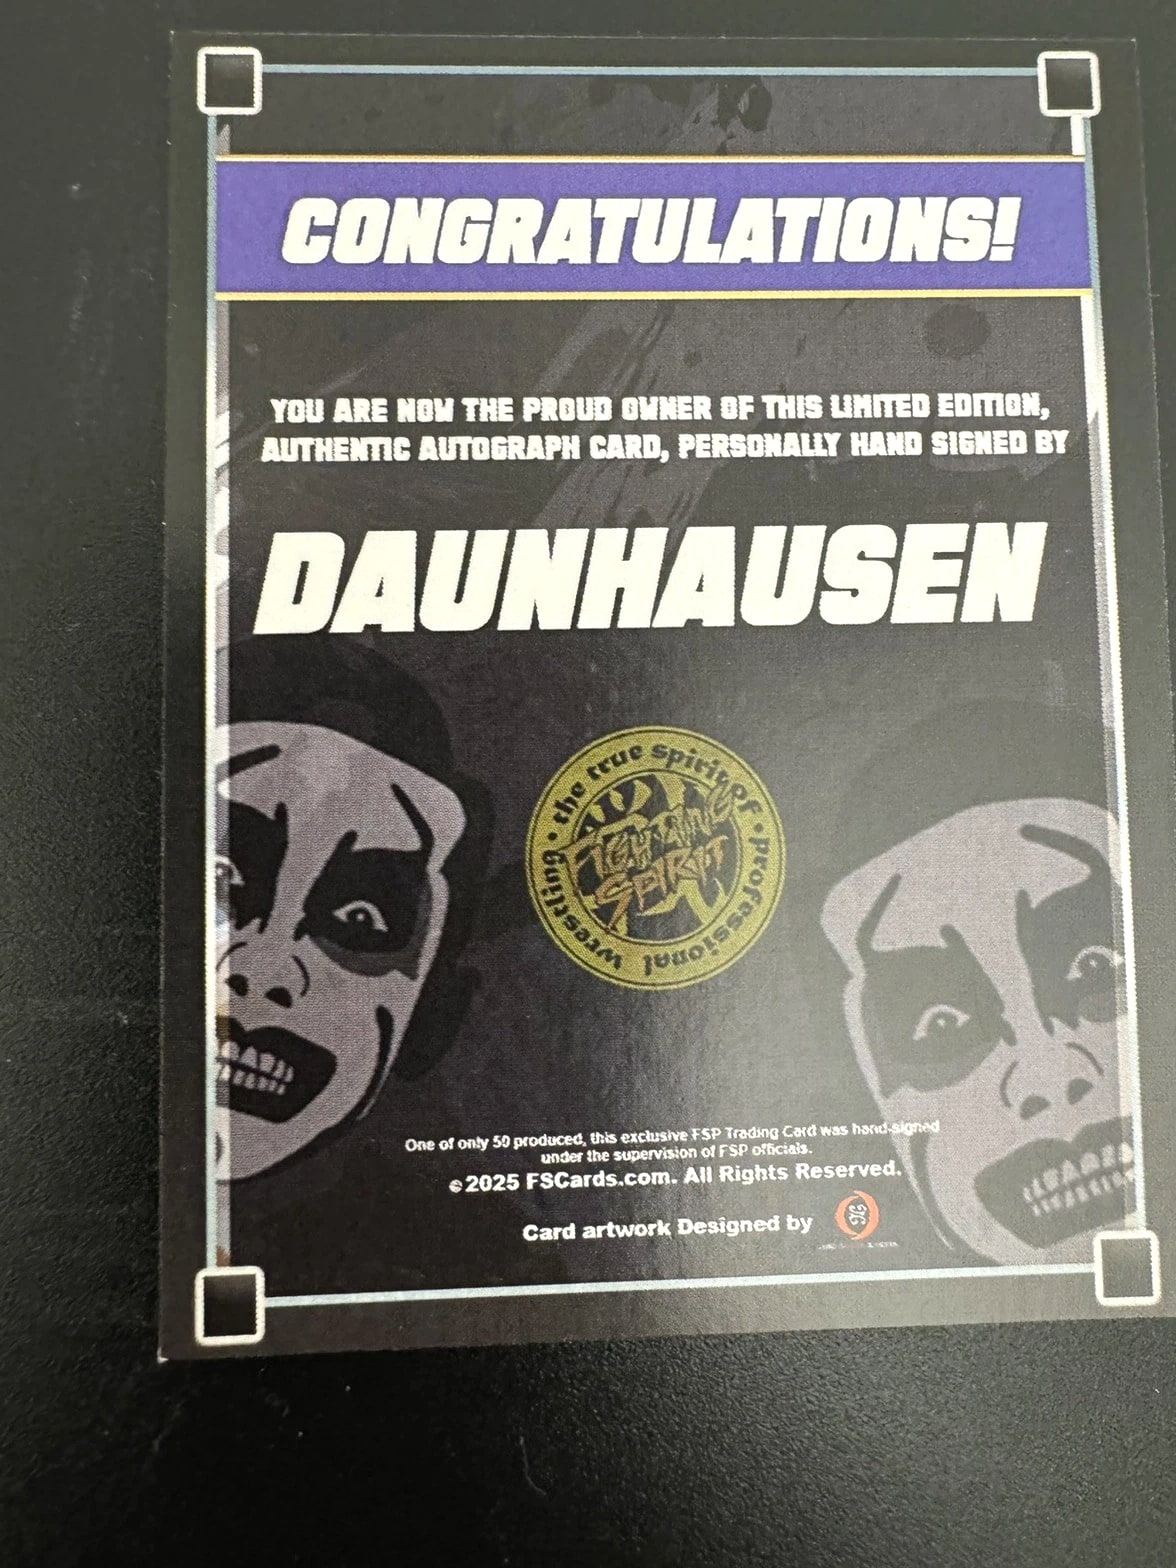 CONGRATULATIONS!
YOU ARE NOW THE PROUD OWNER OF THIS LIMITED EDITION,
AUTHENTIC AUTOGRAPH CARD, PERSONALLY HAND SIGNED BY
DAUNHAUSEN
the true spirit of professional wrestling
FIGHTING SPIRIT
One of only 50 produced, this exclusive FSP Trading Card was hand-signed
under the supervision of FSP officials.
©2025 FSCards.com. All Rights Reserved.
Card artwork Designed by